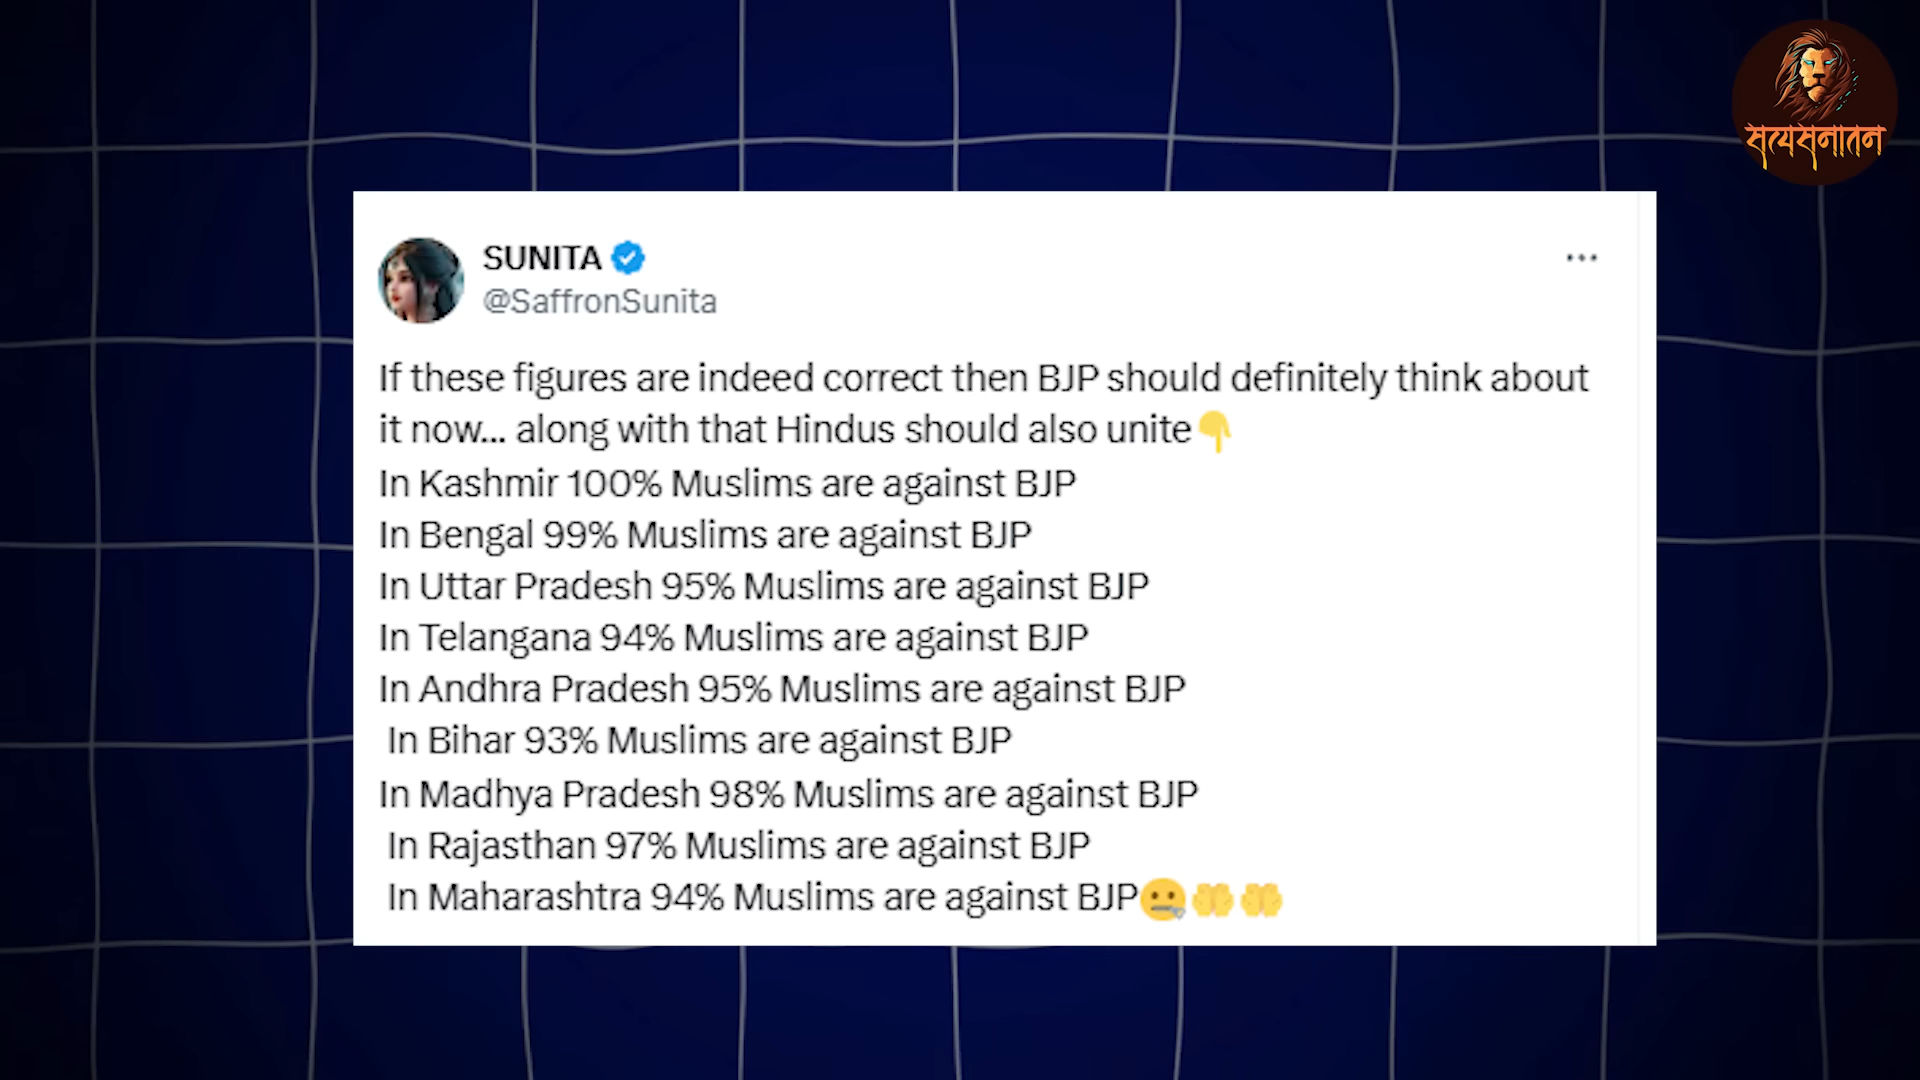 सत्यसनातन
SUNITA
@SaffronSunita
If these figures are indeed correct then BJP should definitely think about
it now... along with that Hindus should also unite👇
In Kashmir 100% Muslims are against BJP
In Bengal 99% Muslims are against BJP
In Uttar Pradesh 95% Muslims are against BJP
In Telangana 94% Muslims are against BJP
In Andhra Pradesh 95% Muslims are against BJP
In Bihar 93% Muslims are against BJP
In Madhya Pradesh 98% Muslims are against BJP
In Rajasthan 97% Muslims are against BJP
In Maharashtra 94% Muslims are against BJP🤐🤲🤲